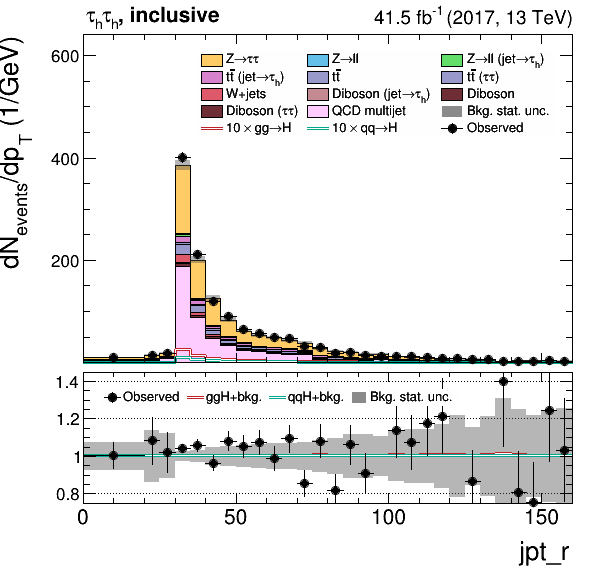 τₕτₕ, inclusive 41.5 fb⁻¹ (2017, 13 TeV)
dN_events/dp_T (1/GeV)
600
400
200
Z→ττ Z→ll Z→ll (jet→τₕ)
tt̄ (jet→τₕ) tt̄ tt̄ (ττ)
W+jets Diboson (jet→τₕ) Diboson
Diboson (ττ) QCD multijet Bkg. stat. unc.
10 × gg→H 10 × qq→H Observed
1.4
1.2
1
0.8
Observed ggH+bkg. qqH+bkg. Bkg. stat. unc.
0 50 100 150
jpt_r